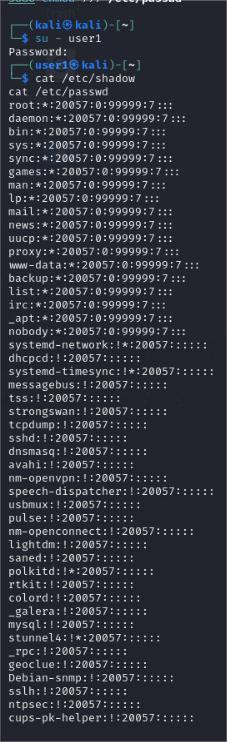 ┌──(kali㉿kali)-[~]
└─$ su - user1
Password:
┌──(user1㉿kali)-[~]
└─$ cat /etc/shadow
cat /etc/passwd
root:*:20057:0:99999:7:::
daemon:*:20057:0:99999:7:::
bin:*:20057:0:99999:7:::
sys:*:20057:0:99999:7:::
sync:*:20057:0:99999:7:::
games:*:20057:0:99999:7:::
man:*:20057:0:99999:7:::
lp:*:20057:0:99999:7:::
mail:*:20057:0:99999:7:::
news:*:20057:0:99999:7:::
uucp:*:20057:0:99999:7:::
proxy:*:20057:0:99999:7:::
www-data:*:20057:0:99999:7:::
backup:*:20057:0:99999:7:::
list:*:20057:0:99999:7:::
irc:*:20057:0:99999:7:::
_apt:*:20057:0:99999:7:::
nobody:*:20057:0:99999:7:::
systemd-network:!*:20057::::::
dhcpcd:!:20057::::::
systemd-timesync:!*:20057::::::
messagebus:!:20057::::::
tss:!:20057::::::
strongswan:!:20057::::::
tcpdump:!:20057::::::
sshd:!:20057::::::
dnsmasq:!:20057::::::
avahi:!:20057::::::
nm-openvpn:!:20057::::::
speech-dispatcher:!:20057::::::
usbmux:!:20057::::::
pulse:!:20057::::::
nm-openconnect:!:20057::::::
lightdm:!:20057::::::
saned:!:20057::::::
polkitd:!*:20057::::::
rtkit:!:20057::::::
colord:!:20057::::::
_galera:!:20057::::::
mysql:!:20057::::::
stunnel4:!*:20057::::::
_rpc:!:20057::::::
geoclue:!:20057::::::
Debian-snmp:!:20057::::::
sslh:!:20057::::::
ntpsec:!:20057::::::
cups-pk-helper:!:20057::::::